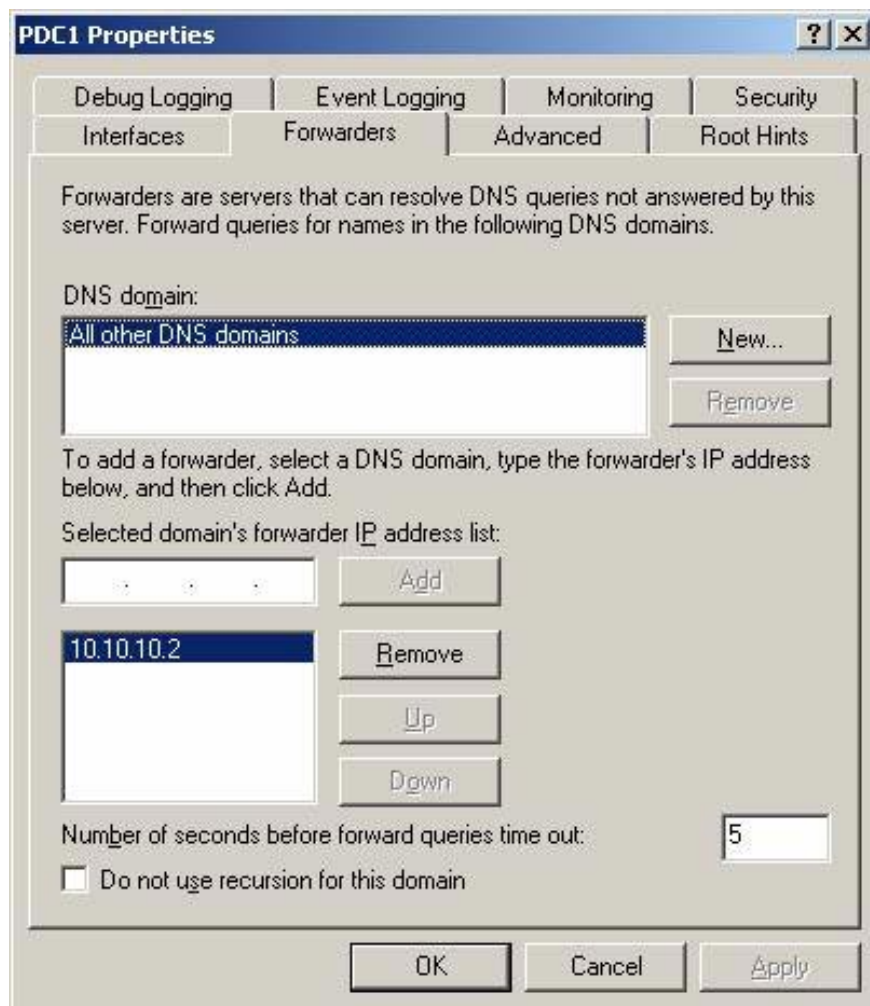 PDC1 Properties
Debug Logging Event Logging Monitoring Security
Interfaces Forwarders Advanced Root Hints
Forwarders are servers that can resolve DNS queries not answered by this
server. Forward queries for names in the following DNS domains.
DNS domain:
All other DNS domains
New...
Remove
To add a forwarder, select a DNS domain, type the forwarder's IP address
below, and then click Add.
Selected domain's forwarder IP address list:
. . . Add
10.10.10.2
Remove
Up
Down
Number of seconds before forward queries time out: 5
Do not use recursion for this domain
OK Cancel Apply